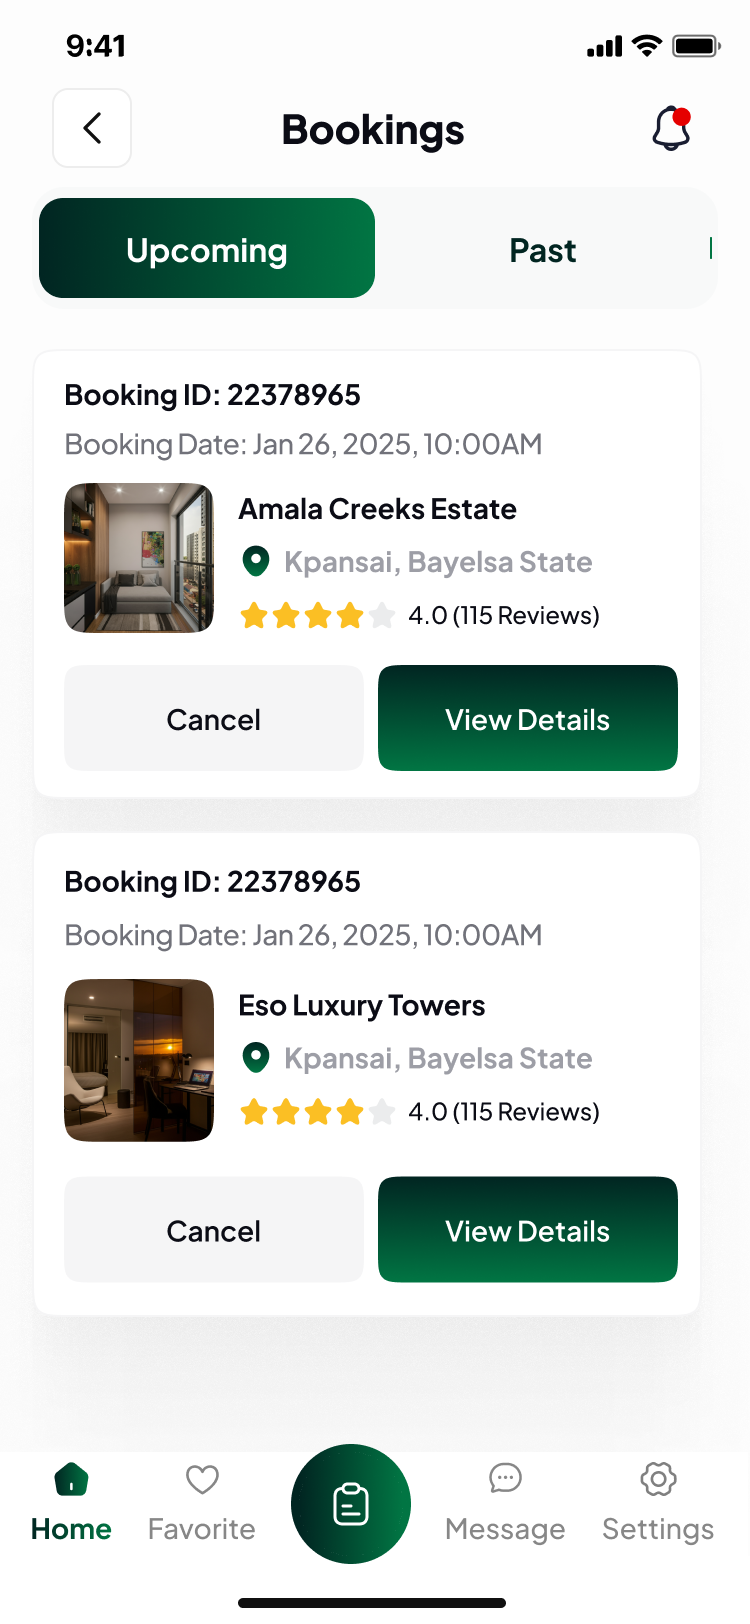 9:41
Bookings
Upcoming
Past
Booking ID: 22378965
Booking Date: Jan 26, 2025, 10:00AM
Amala Creeks Estate
Kpansai, Bayelsa State
4.0 (115 Reviews)
Cancel
View Details
Booking ID: 22378965
Booking Date: Jan 26, 2025, 10:00AM
Eso Luxury Towers
Kpansai, Bayelsa State
4.0 (115 Reviews)
Cancel
View Details
Home
Favorite
Message
Settings